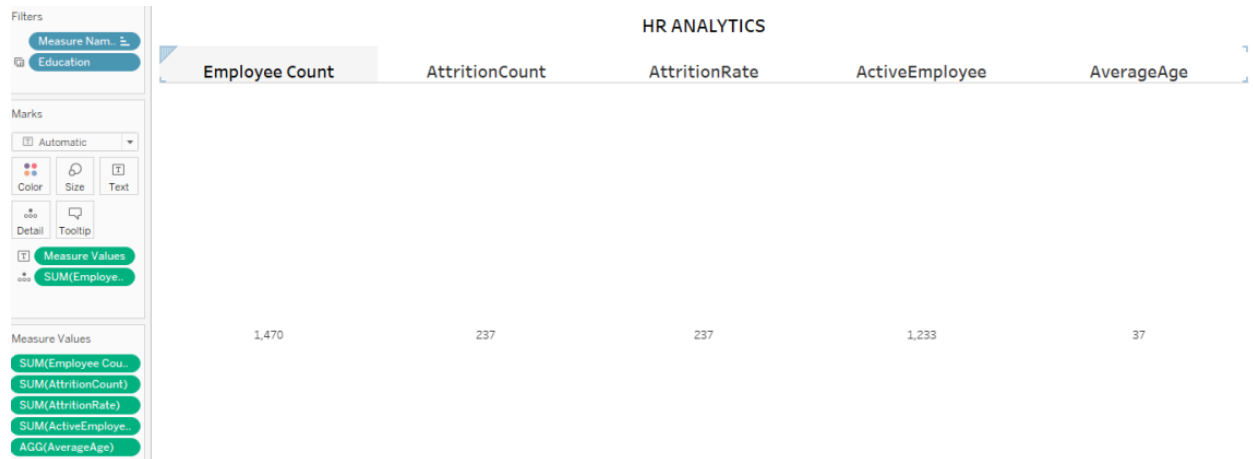 Filters
Measure Nam..
Education
Marks
Automatic
Color Size Text
Detail Tooltip
Measure Values
SUM(Employe..
Measure Values
SUM(Employee Cou..
SUM(AttritionCount)
SUM(AttritionRate)
SUM(ActiveEmploye..
AGG(AverageAge)
HR ANALYTICS
Employee Count AttritionCount AttritionRate ActiveEmployee AverageAge
1,470 237 237 1,233 37